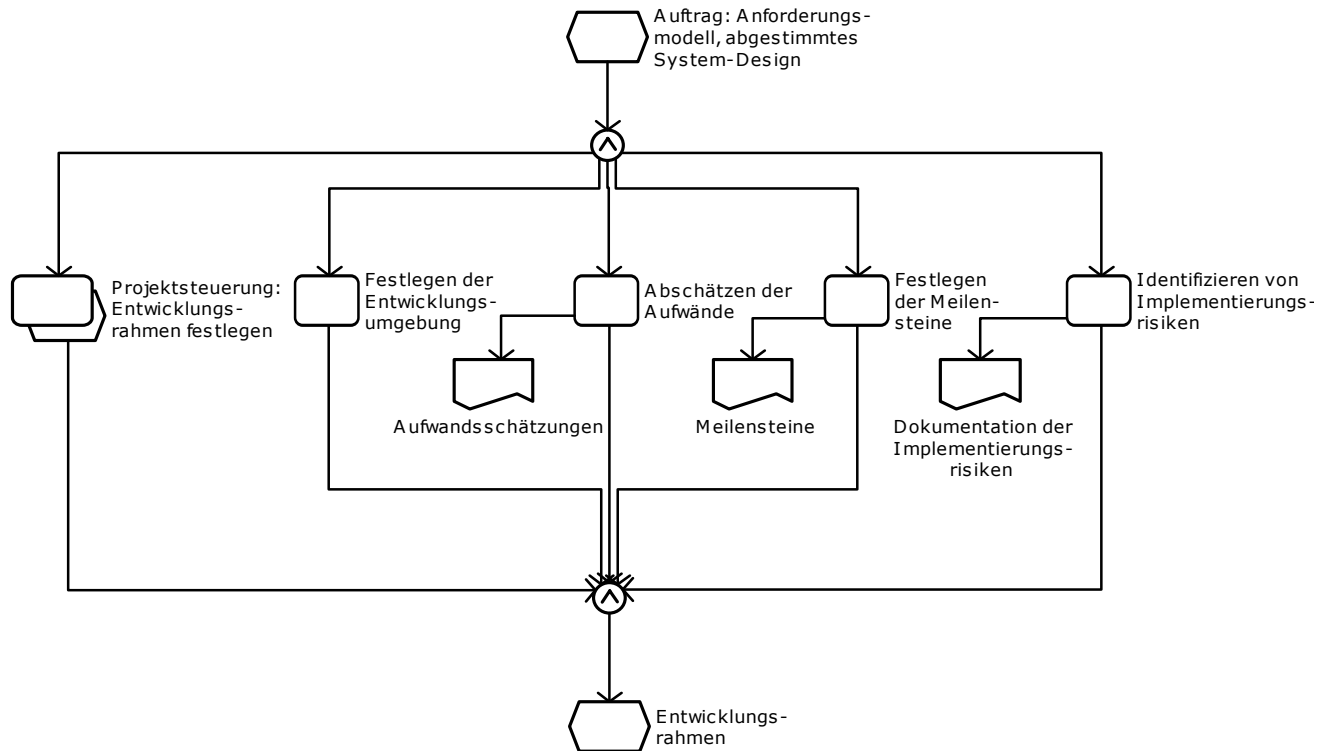 Auftrag: Anforderungs-
modell, abgestimmtes
System-Design
Projektsteuerung:
Entwicklungs-
rahmen festlegen
Festlegen der
Entwicklungs-
umgebung
Abschätzen der
Aufwände
Festlegen
der Meilen-
steine
Identifizieren von
Implementierungs-
risiken
Aufwandsschätzungen
Meilensteine
Dokumentation der
Implementierungs-
risiken
Entwicklungs-
rahmen